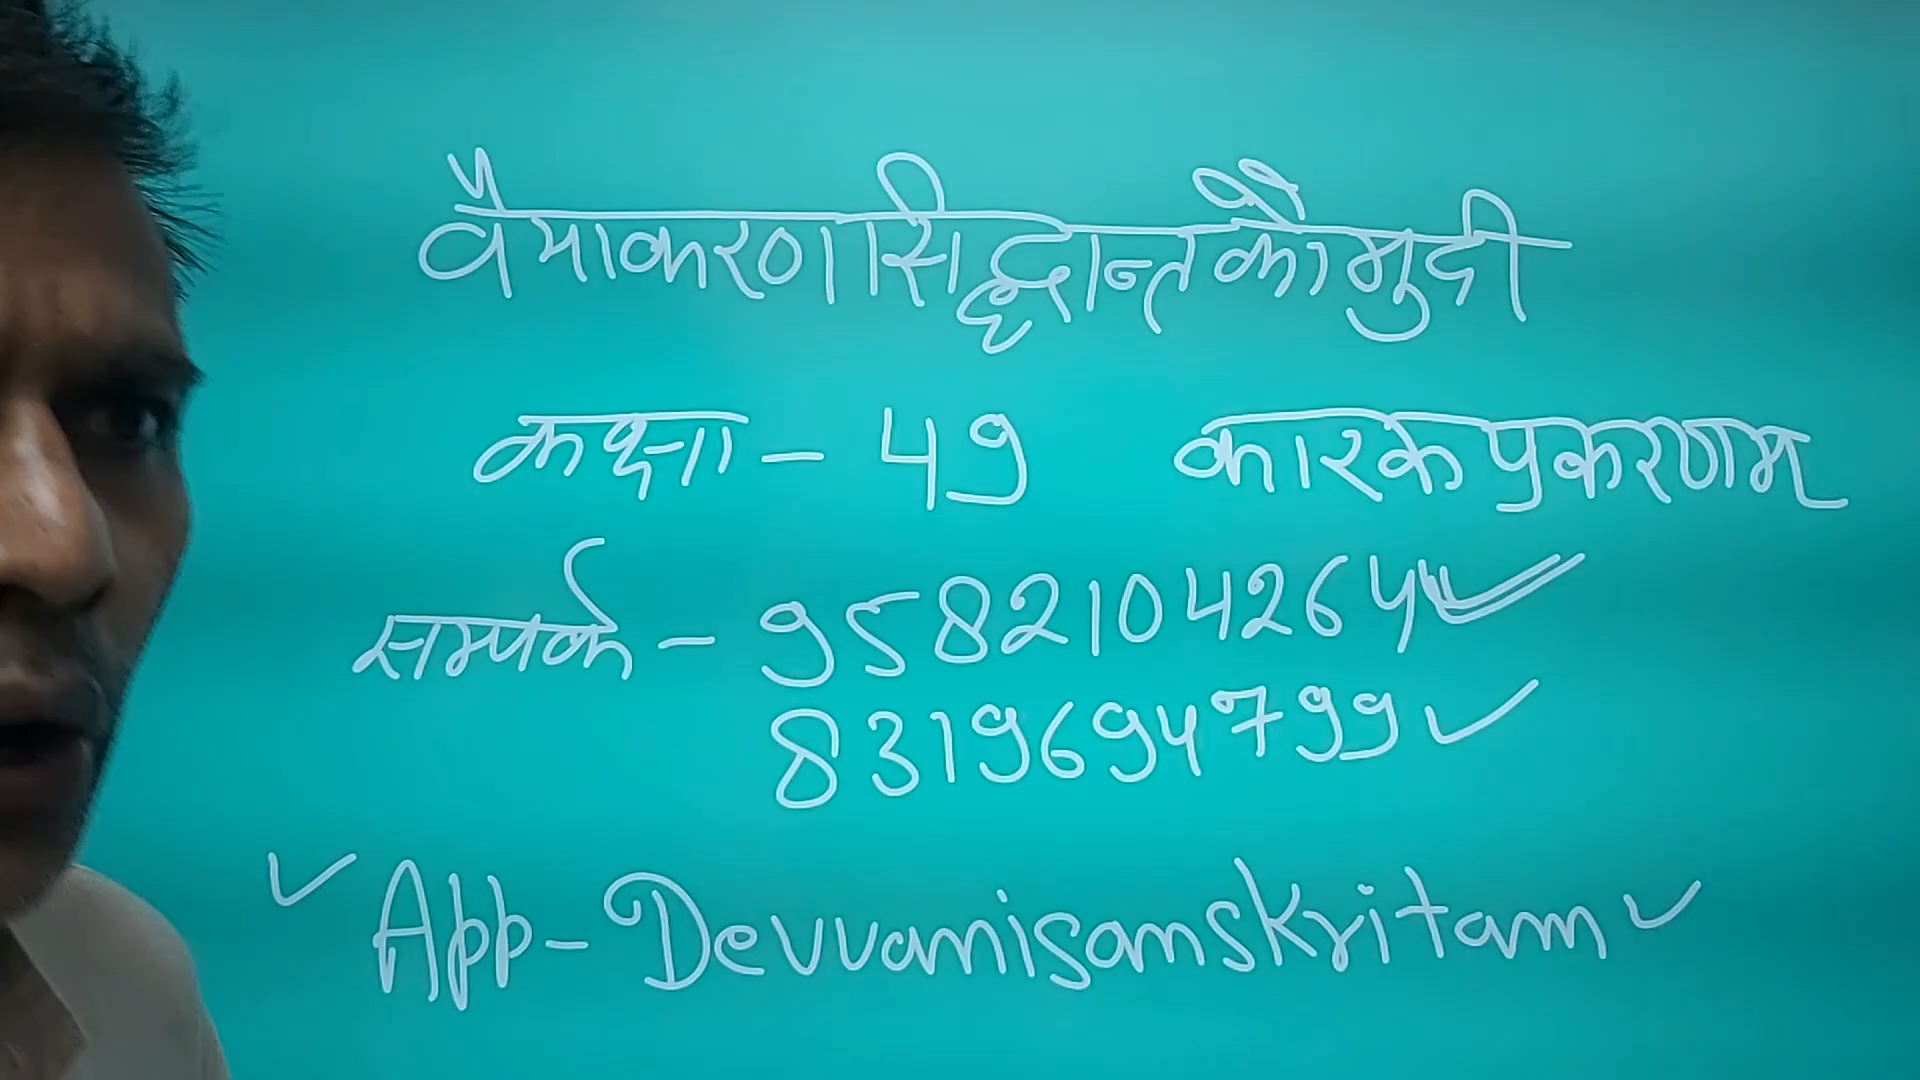 वैयाकरणसिद्धान्तकौमुदी
कक्षा - 49 कारकप्रकरणम्
सम्पर्क - 9582104264
8319694799
App - Devvanisamskritam